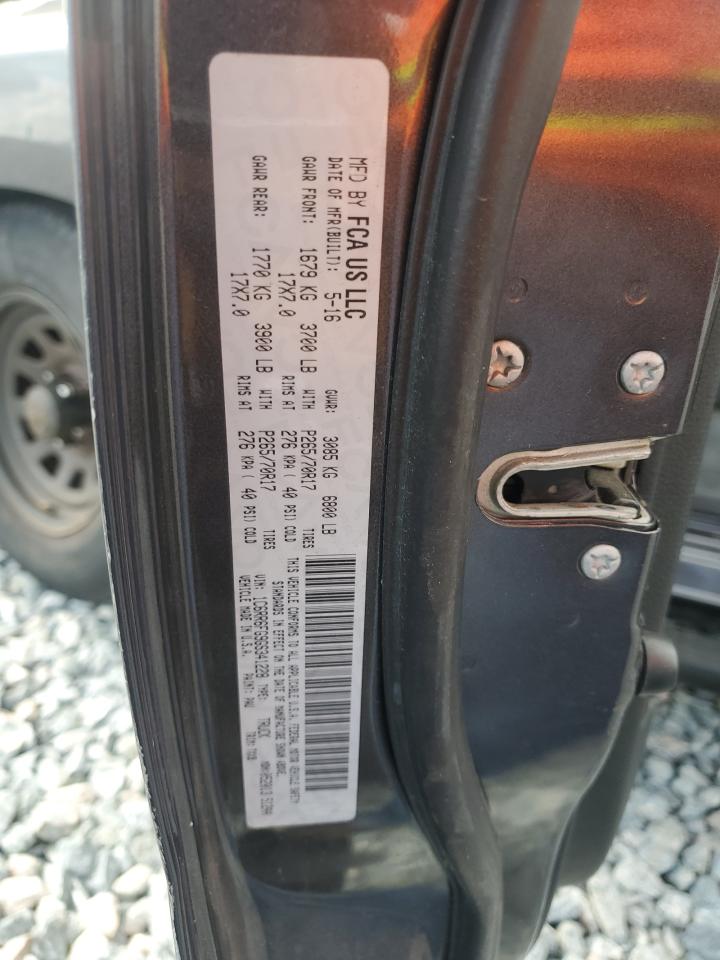 MFD BY FCA US LLC
DATE OF MFR(BUILT): 5-16 GVWR: 3085 KG 6800 LB
GAWR FRONT: 1679 KG 3700 LB WITH P265/70R17 TIRES
17X7.0 RIMS AT 276 KPA ( 40 PSI) COLD
GAWR REAR: 1770 KG 3900 LB WITH P265/70R17 TIRES
17X7.0 RIMS AT 276 KPA ( 40 PSI) COLD
THIS VEHICLE CONFORMS TO ALL APPLICABLE U.S.A. FEDERAL MOTOR VEHICLE SAFETY
STANDARDS IN EFFECT ON THE DATE OF MANUFACTURE SHOWN ABOVE.
VIN: 1C6RR6FG9GS341228 TYPE: TRUCK
VEHICLE MADE IN U.S.A. PAINT: TRIM: